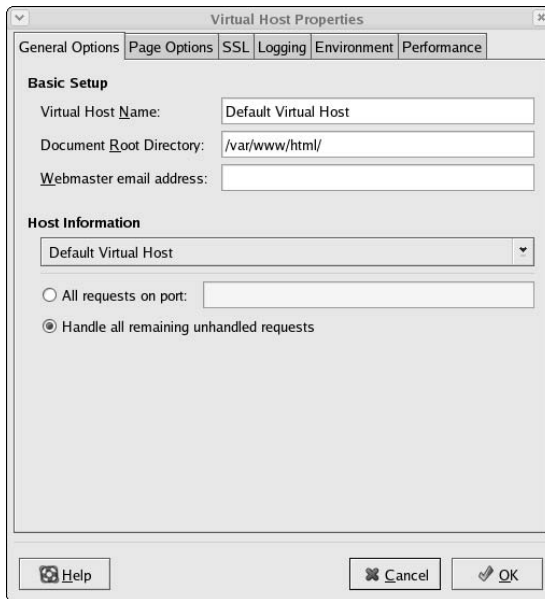 Virtual Host Properties
General Options Page Options SSL Logging Environment Performance
Basic Setup
Virtual Host Name: Default Virtual Host
Document Root Directory: /var/www/html/
Webmaster email address:
Host Information
Default Virtual Host
All requests on port:
Handle all remaining unhandled requests
Help Cancel OK